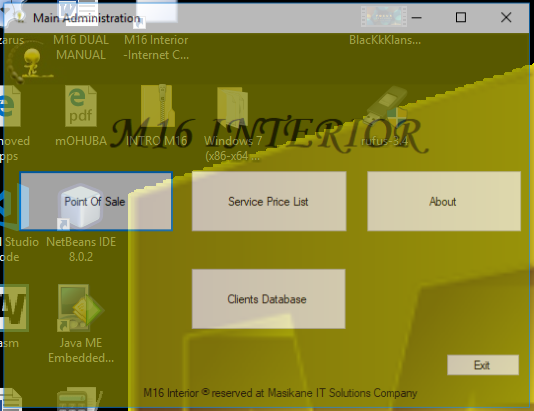 Main Administration
zarus
M16 DUAL
MANUAL
M16 Interior
-Internet C...
BlacKkKlans...
pdf
M16 INTERIOR
moved
pps
mOHUBA
INTRO M16
Windows 7
(x86-x64-...
rufus-3.4
Point Of Sale
Service Price List
About
l Studio
ode
NetBeans IDE
8.0.2
Clients Database
asm
Java ME
Embedded...
Exit
M16 Interior ® reserved at Masikane IT Solutions Company